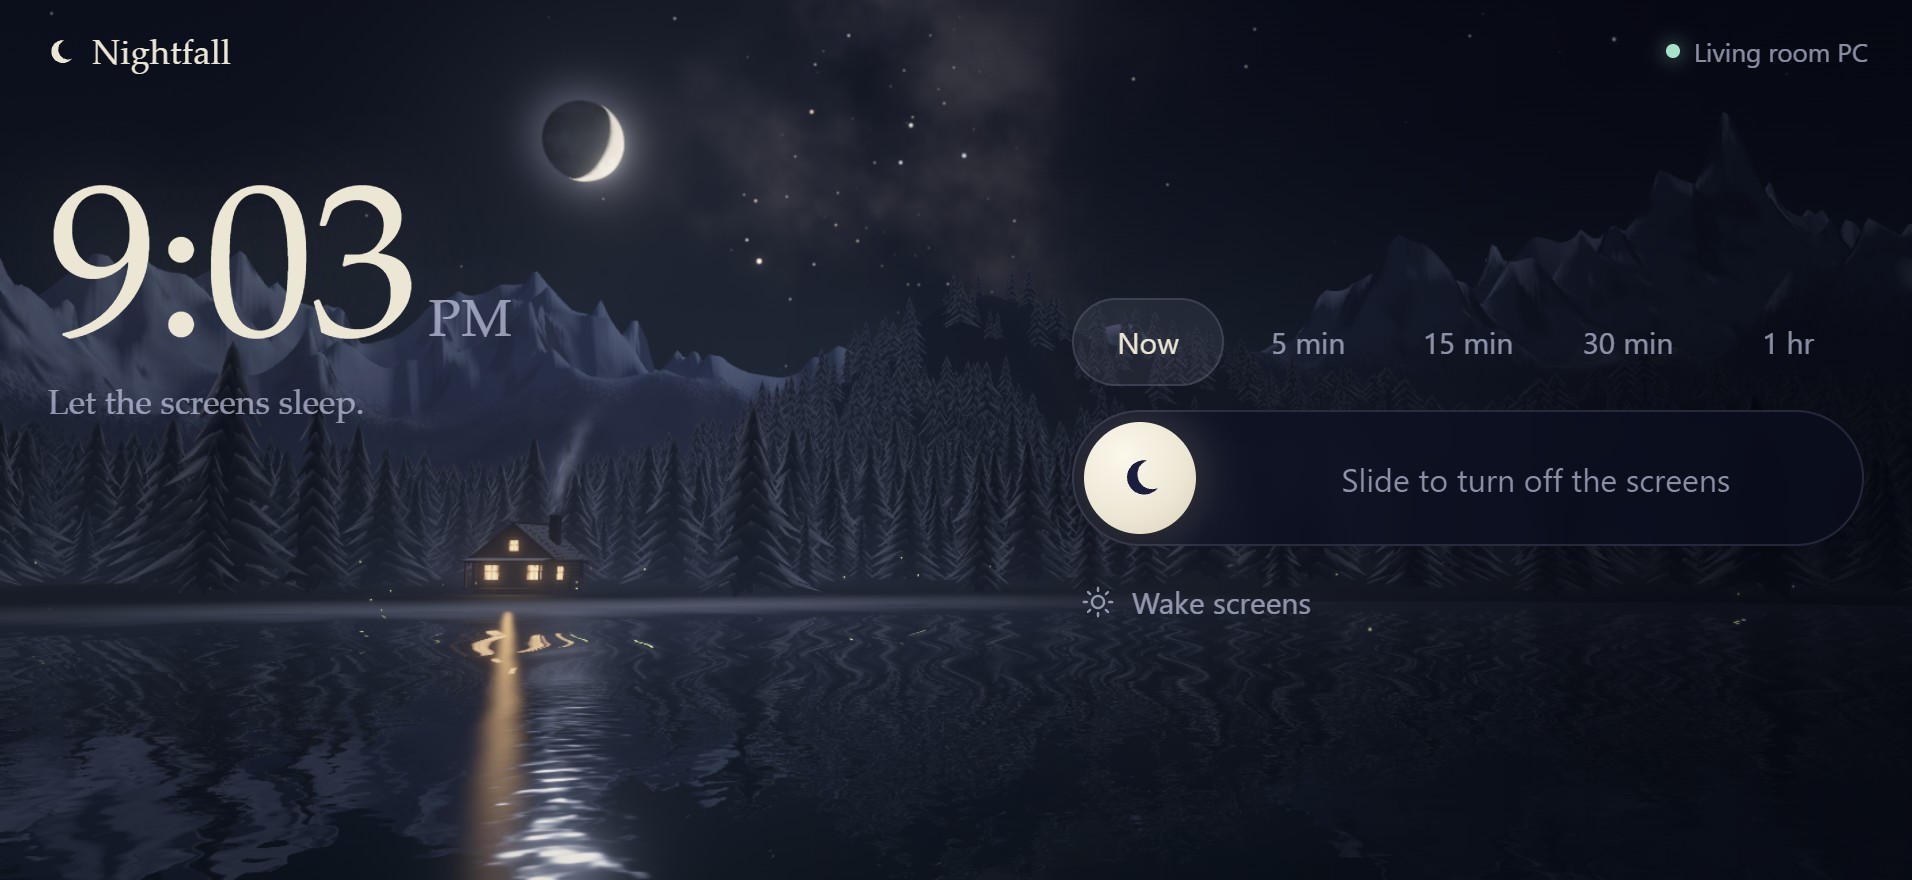 Nightfall
Living room PC
9:03 PM
Let the screens sleep.
Now
5 min
15 min
30 min
1 hr
Slide to turn off the screens
Wake screens